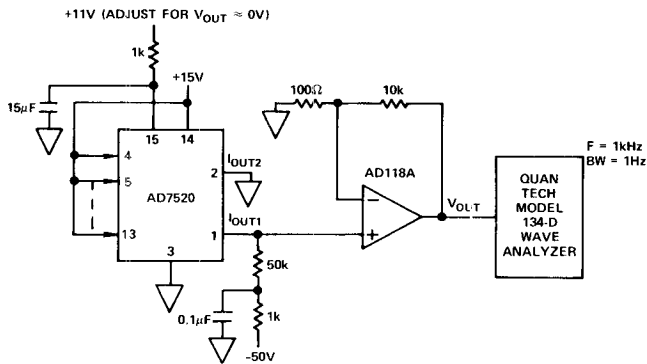 +11V (ADJUST FOR VOUT ≈ 0V)
1k
+15V
15μF
15
14
4
5
13
AD7520
IOUT2
2
IOUT1
1
3
50k
0.1μF
1k
-50V
100Ω
10k
AD118A
−
+
VOUT
F = 1kHz
BW = 1Hz
QUAN
TECH
MODEL
134-D
WAVE
ANALYZER